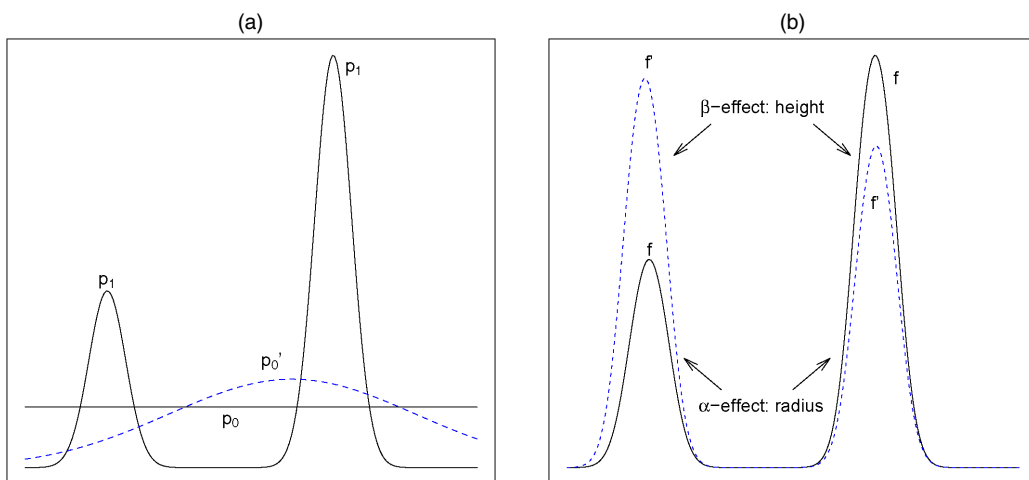 (a)
p₁
p₁
p₀'
p₀
(b)
f'
f
β−effect: height
f'
f
α−effect: radius